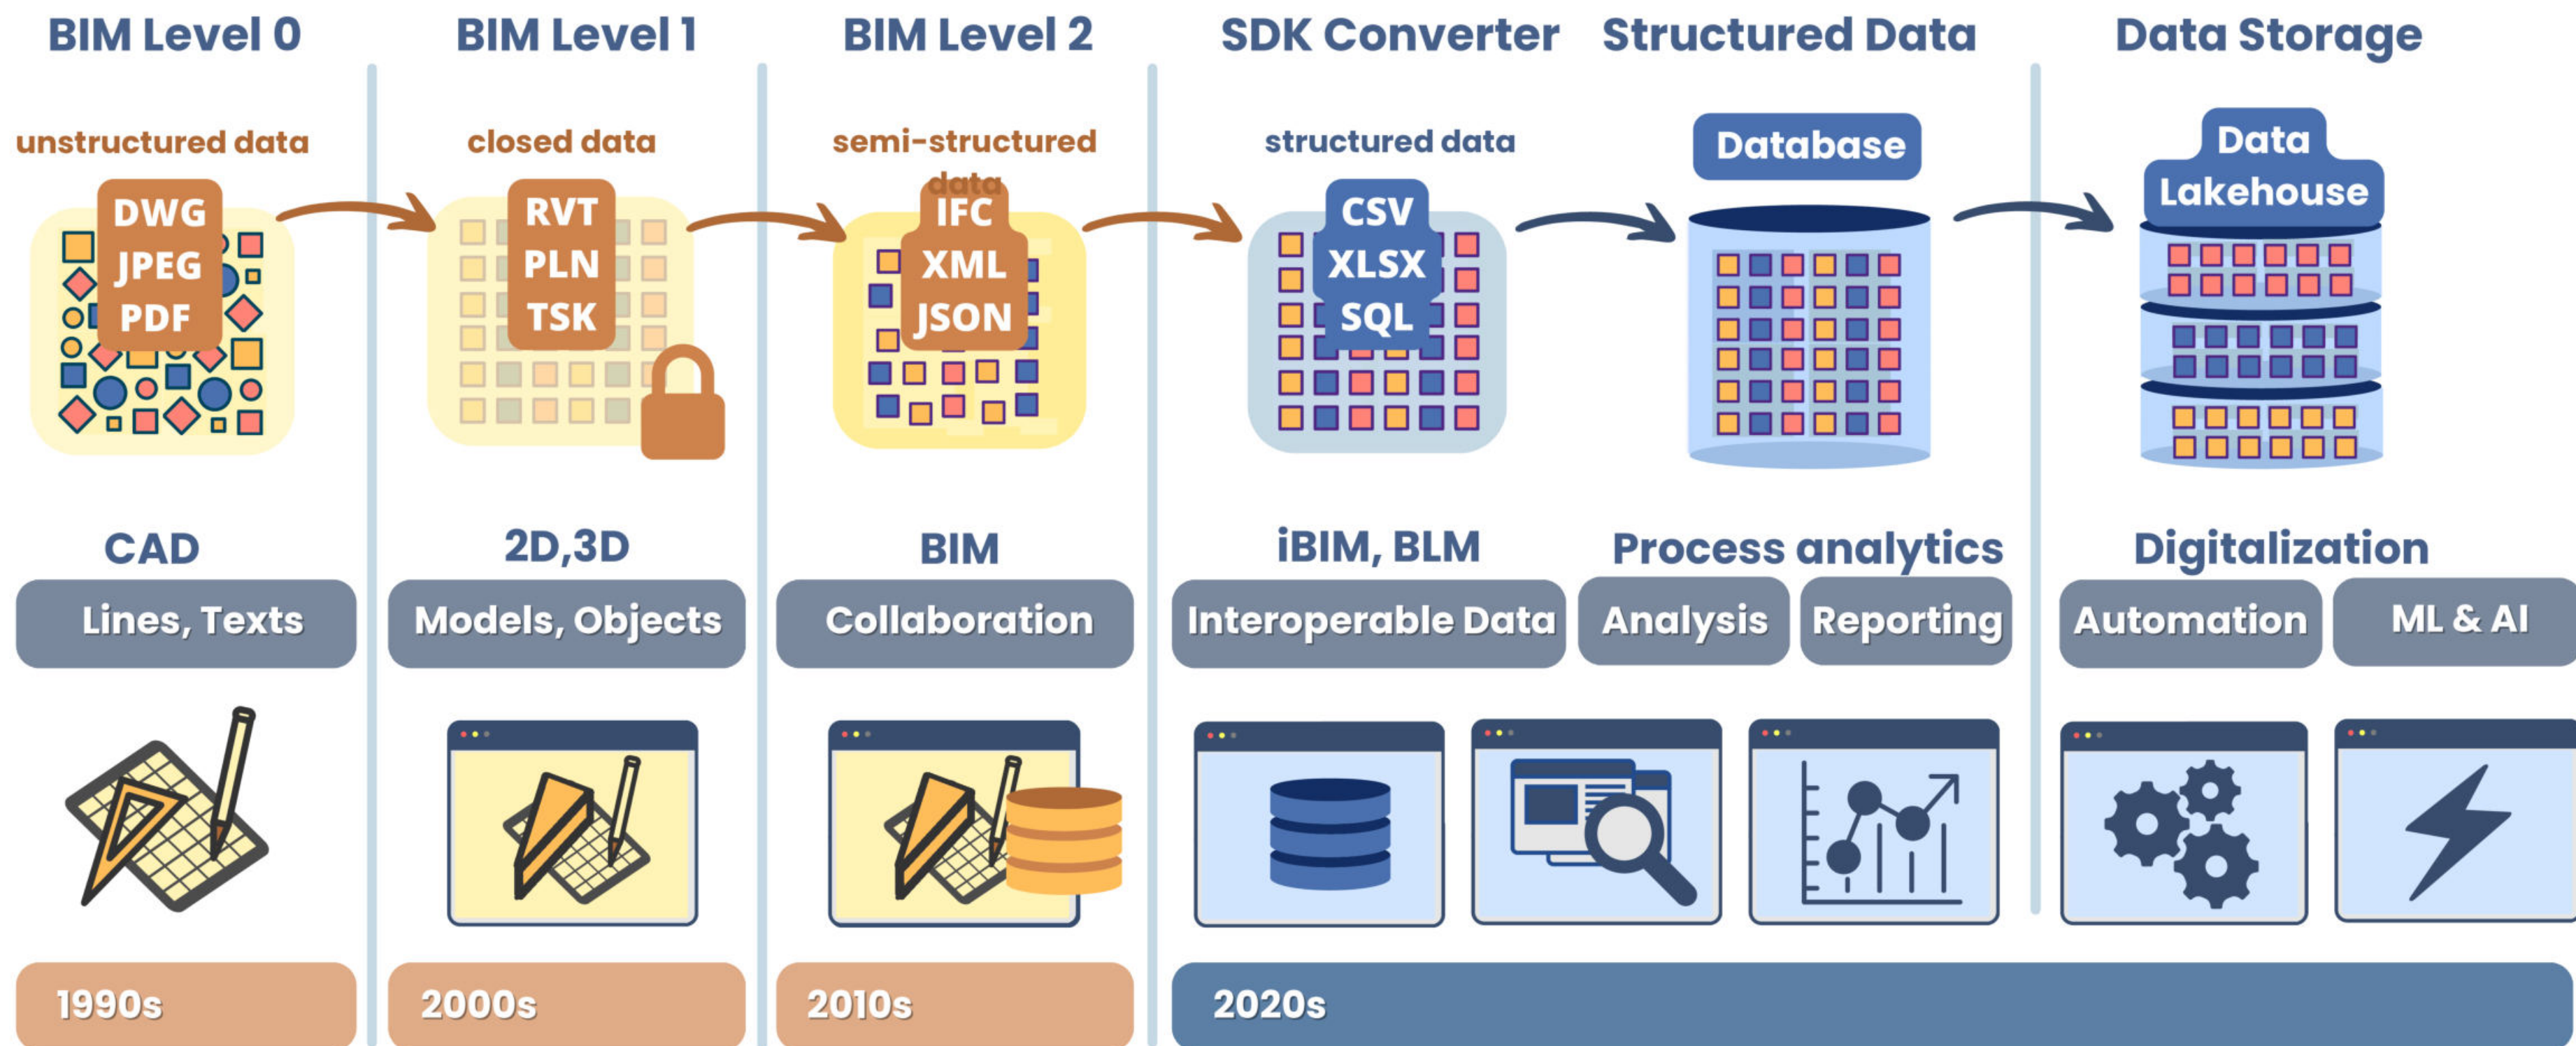 BIM Level 0
BIM Level 1
BIM Level 2
SDK Converter
Structured Data
Data Storage
unstructured data
closed data
semi-structured
data
structured data
Database
Data
Lakehouse
DWG
JPEG
PDF
RVT
PLN
TSK
IFC
XML
JSON
CSV
XLSX
SQL
CAD
2D,3D
BIM
iBIM, BLM
Process analytics
Digitalization
Lines, Texts
Models, Objects
Collaboration
Interoperable Data
Analysis
Reporting
Automation
ML & AI
1990s
2000s
2010s
2020s